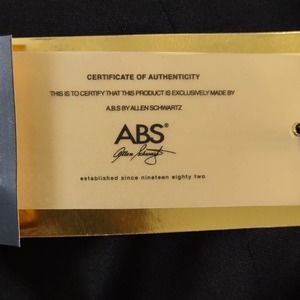 CERTIFICATE OF AUTHENTICITY
THIS IS TO CERTIFY THAT THIS PRODUCT IS EXCLUSIVELY MADE BY
A.B.S BY ALLEN SCHWARTZ
ABS®
Allen Schwartz
established since nineteen eighty two